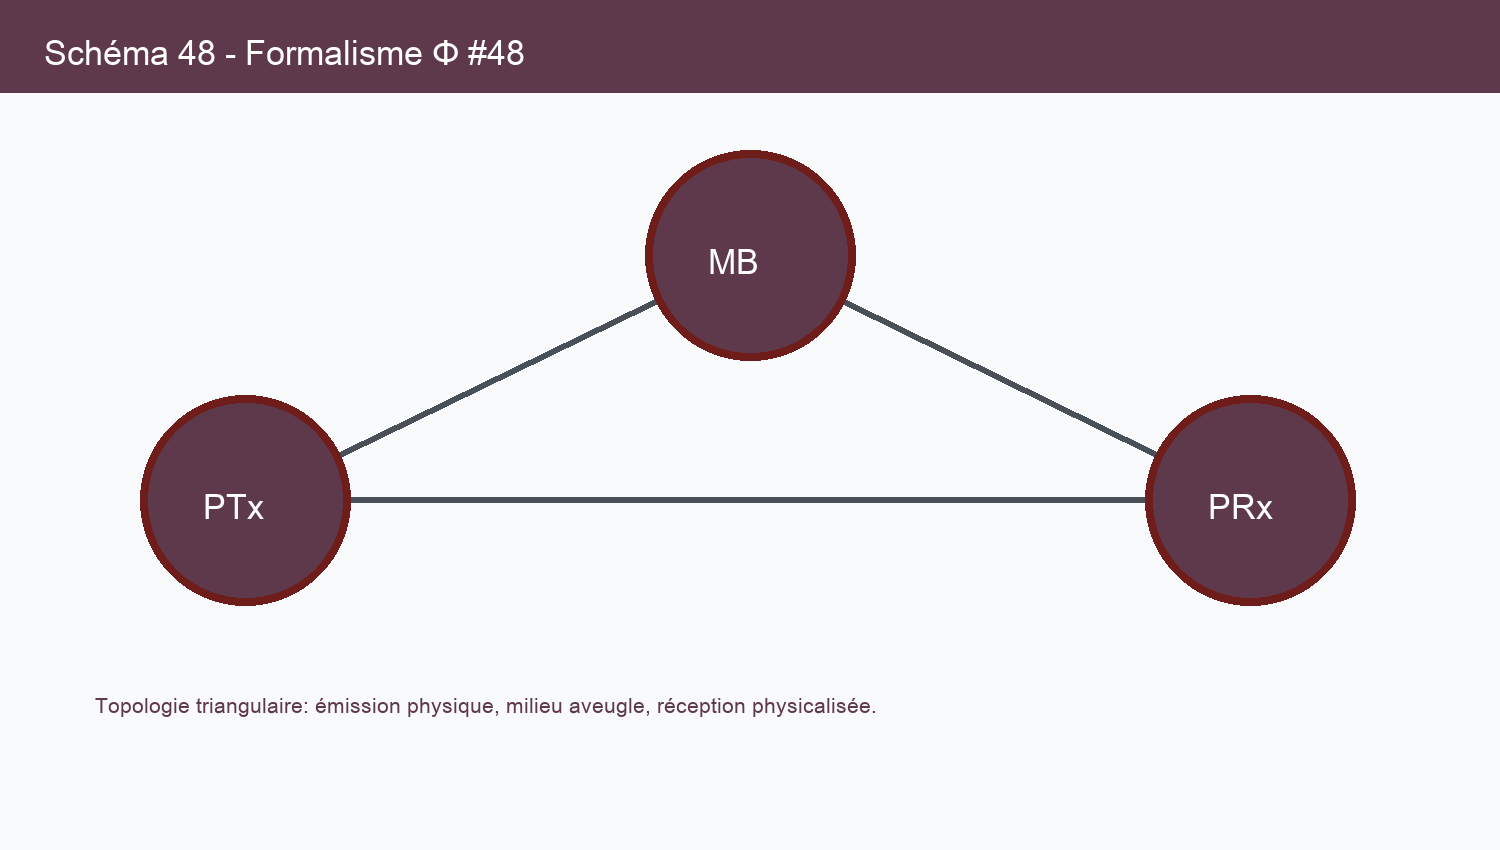 Schéma 48 - Formalisme Φ #48
MB
PTx
PRx
Topologie triangulaire: émission physique, milieu aveugle, réception physicalisée.